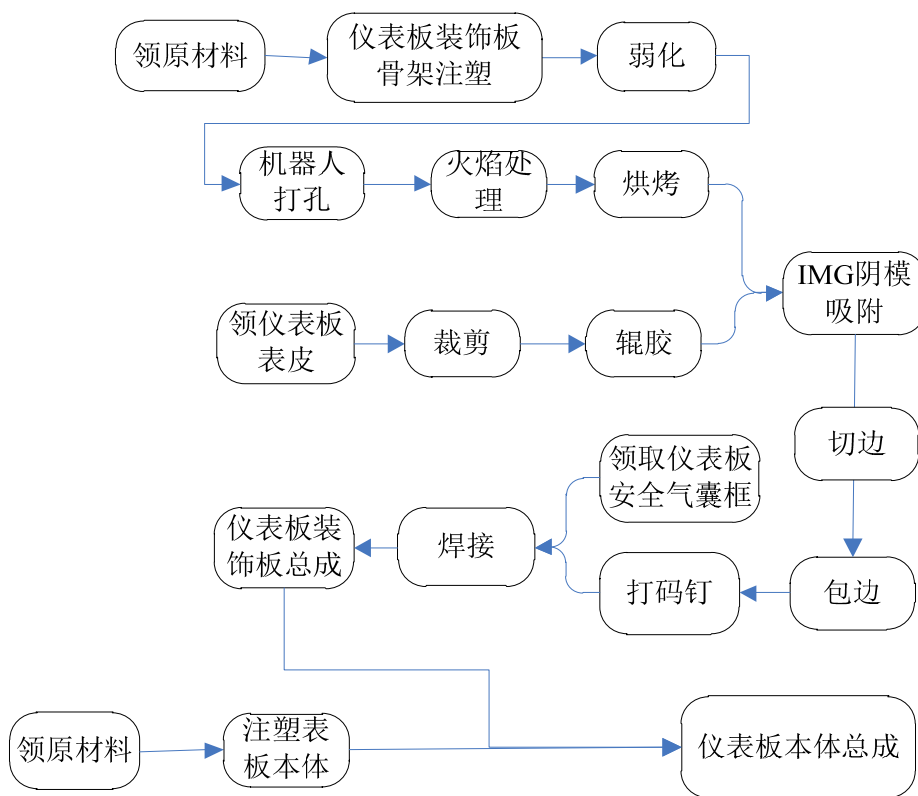 领原材料
仪表板装饰板
骨架注塑
弱化
机器人
打孔
火焰处
理
烘烤
IMG阴模
吸附
领仪表板
表皮
裁剪
辊胶
切边
领取仪表板
安全气囊框
仪表板装
饰板总成
焊接
打码钉
包边
领原材料
注塑表
板本体
仪表板本体总成